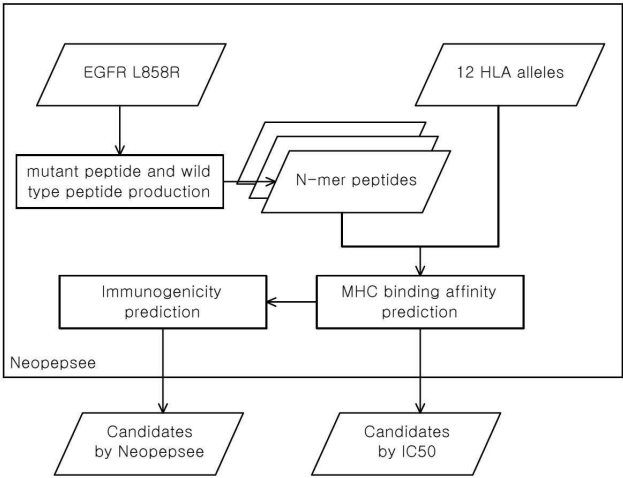 EGFR L858R
12 HLA alleles
mutant peptide and wild
type peptide production
N-mer peptides
Immunogenicity
prediction
MHC binding affinity
prediction
Neopepsee
Candidates
by Neopepsee
Candidates
by IC50